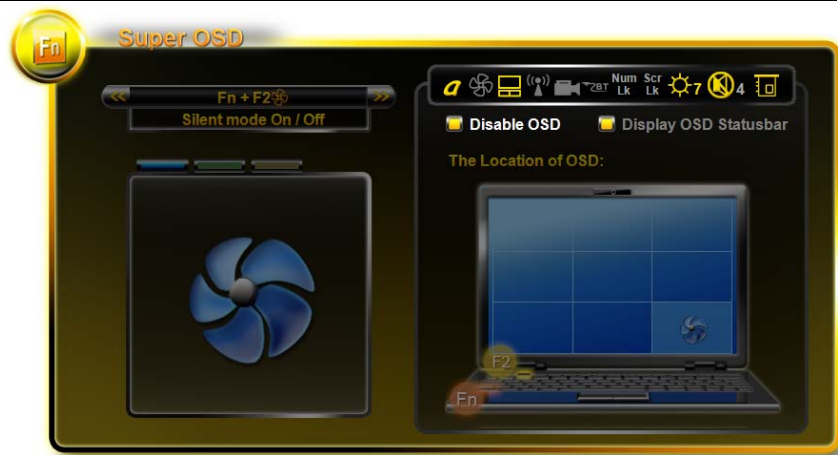 Fn
Super OSD
<< Fn + F2 >>
Silent mode On / Off
a ZBT Num Lk Scr Lk 7 4
Disable OSD Display OSD Statusbar
The Location of OSD:
F2
Fn